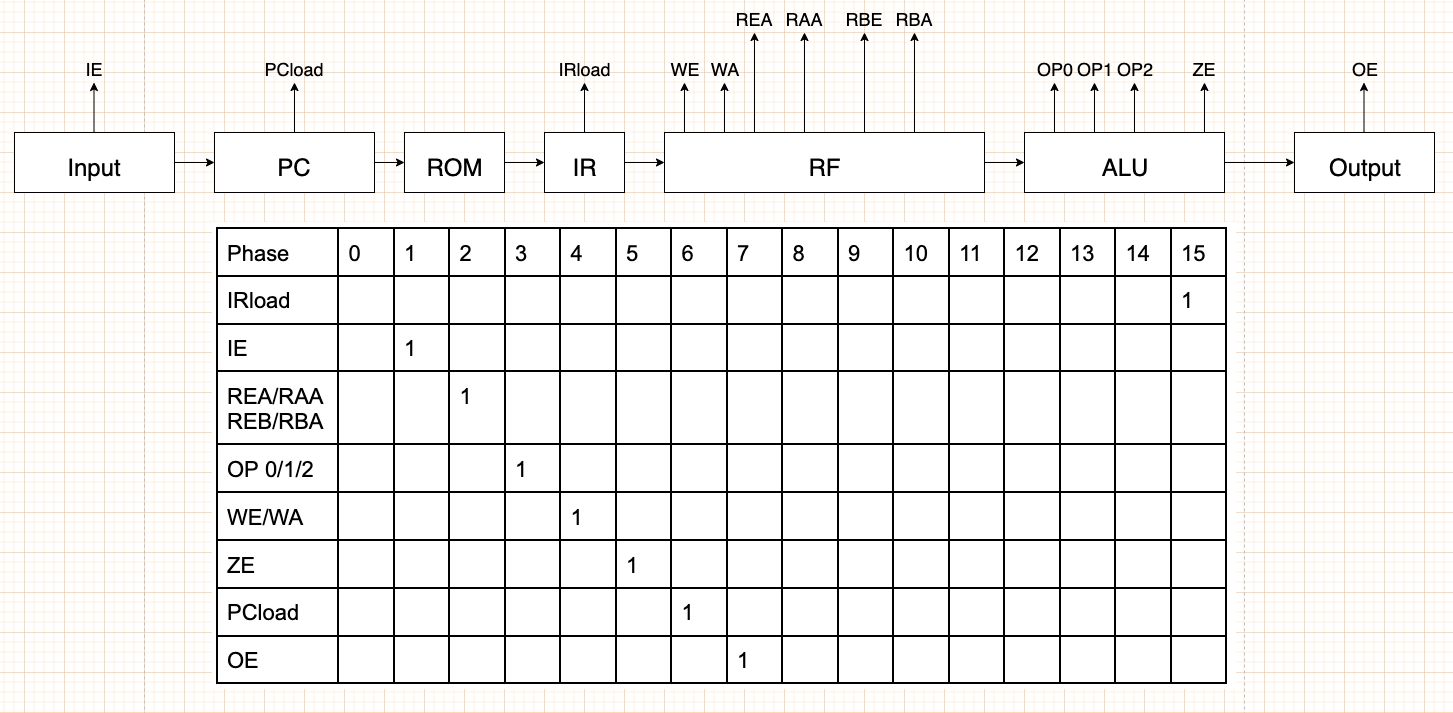 REA RAA RBE RBA
IE PCload IRload WE WA OP0 OP1 OP2 ZE OE
Input PC ROM IR RF ALU Output
Phase 0 1 2 3 4 5 6 7 8 9 10 11 12 13 14 15
IRload 1
IE 1
REA/RAA 1
REB/RBA
OP 0/1/2 1
WE/WA 1
ZE 1
PCload 1
OE 1